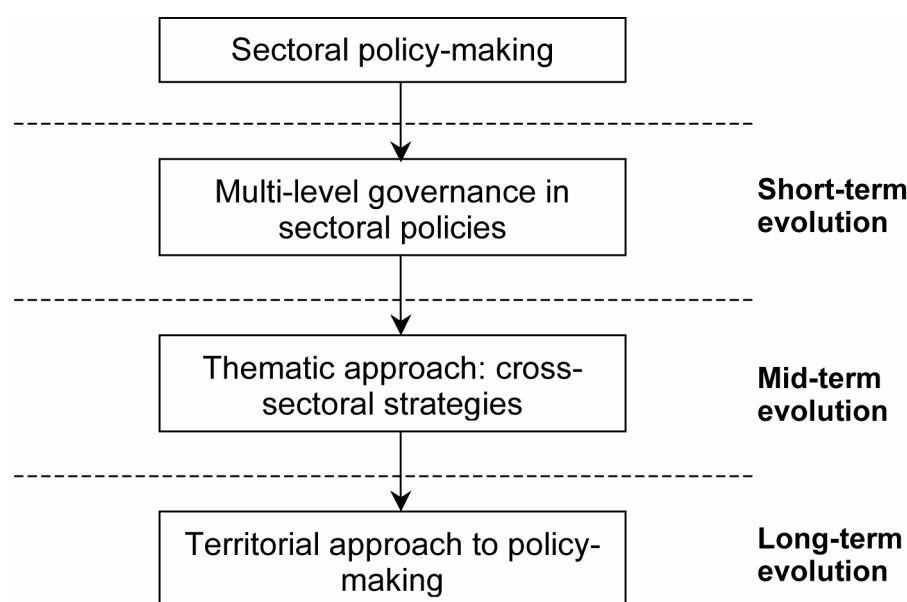 Sectoral policy-making
Multi-level governance in
sectoral policies
Short-term
evolution
Thematic approach: cross-
sectoral strategies
Mid-term
evolution
Territorial approach to policy-
making
Long-term
evolution